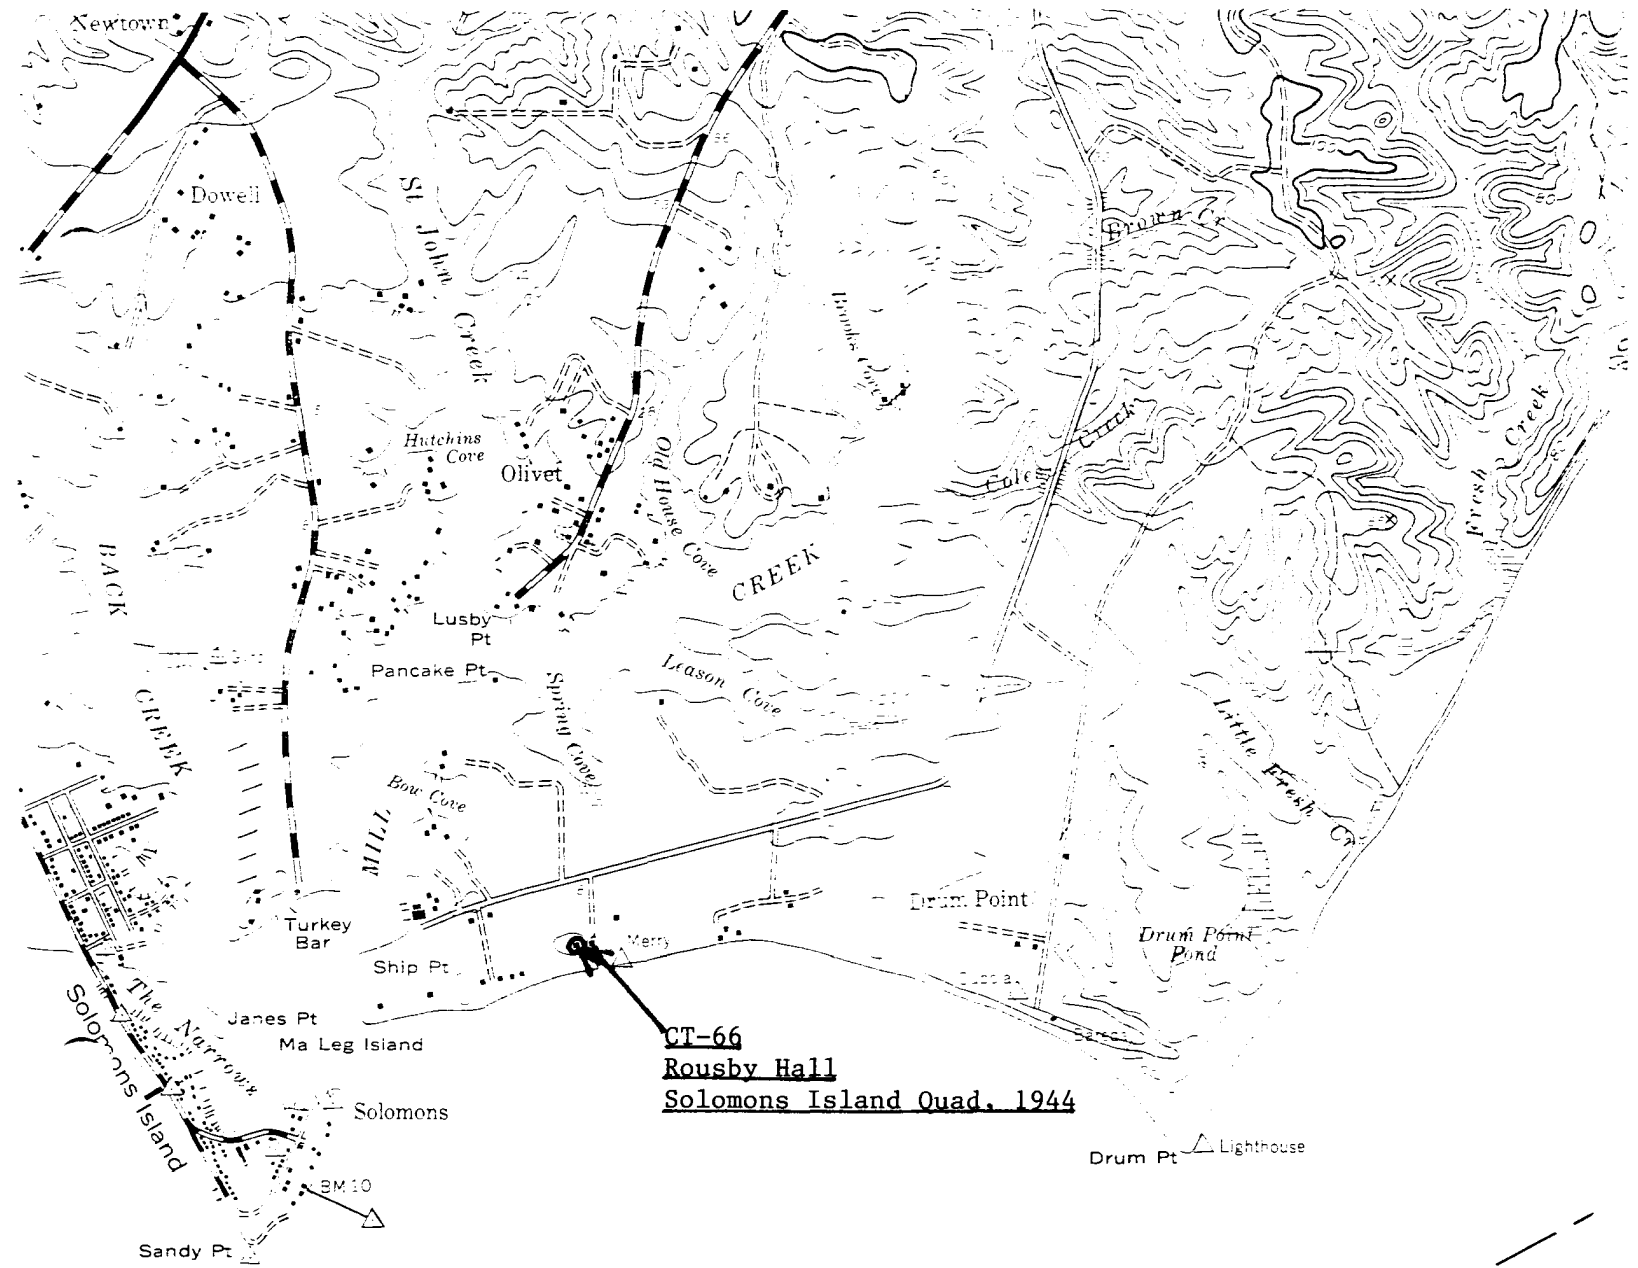 Newtown
Dowell
St John
Creek
Brown Cr
Brooks Cove
Hutchins
Cove
Olivet
Old House Cove
CREEK
Fresh Creek
BACK
CREEK
Lusby
Pt
Pancake Pt
Leason Cove
Spring Cove
Little Fresh Cr
Bow Cove
MILL
Turkey
Bar
Drum Point
Drum Point
Pond
Merry
Ship Pt
The Narrows
Solomons Island
Janes Pt
Ma Leg Island
CT-66
Rousby Hall
Solomons Island Quad, 1944
Solomons
Drum Pt
Lighthouse
BM 10
Sandy Pt